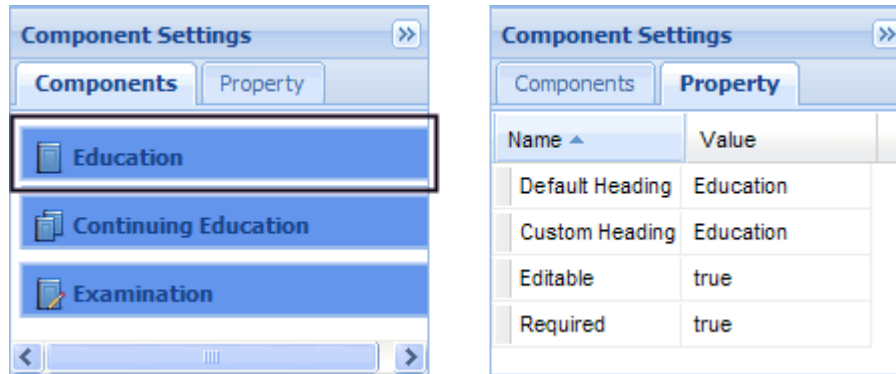 Component Settings
Components Property
Education
Continuing Education
Examination
Component Settings
Components Property
Name Value
Default Heading Education
Custom Heading Education
Editable true
Required true